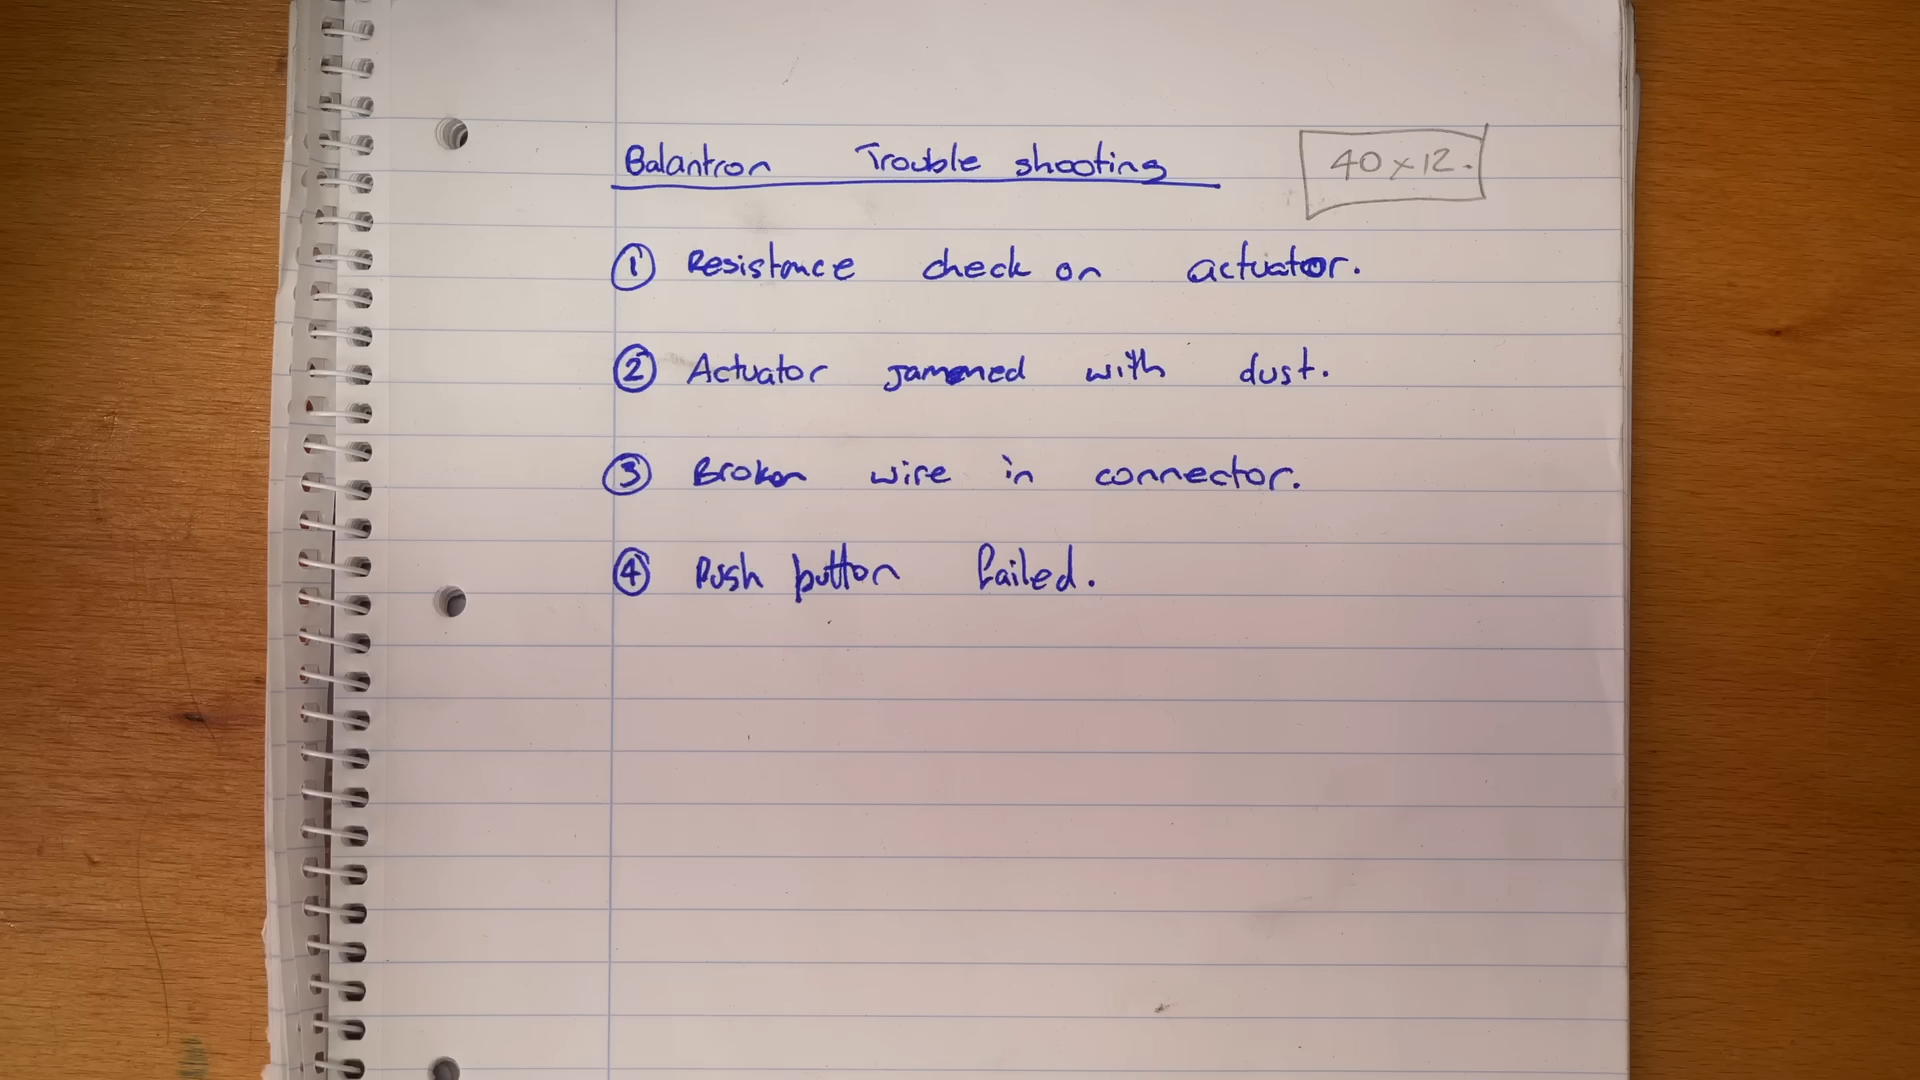 Balantron Trouble shooting
40 x 12.
① Resistance check on actuator.
② Actuator jammed with dust.
③ Broken wire in connector.
④ Push button failed.